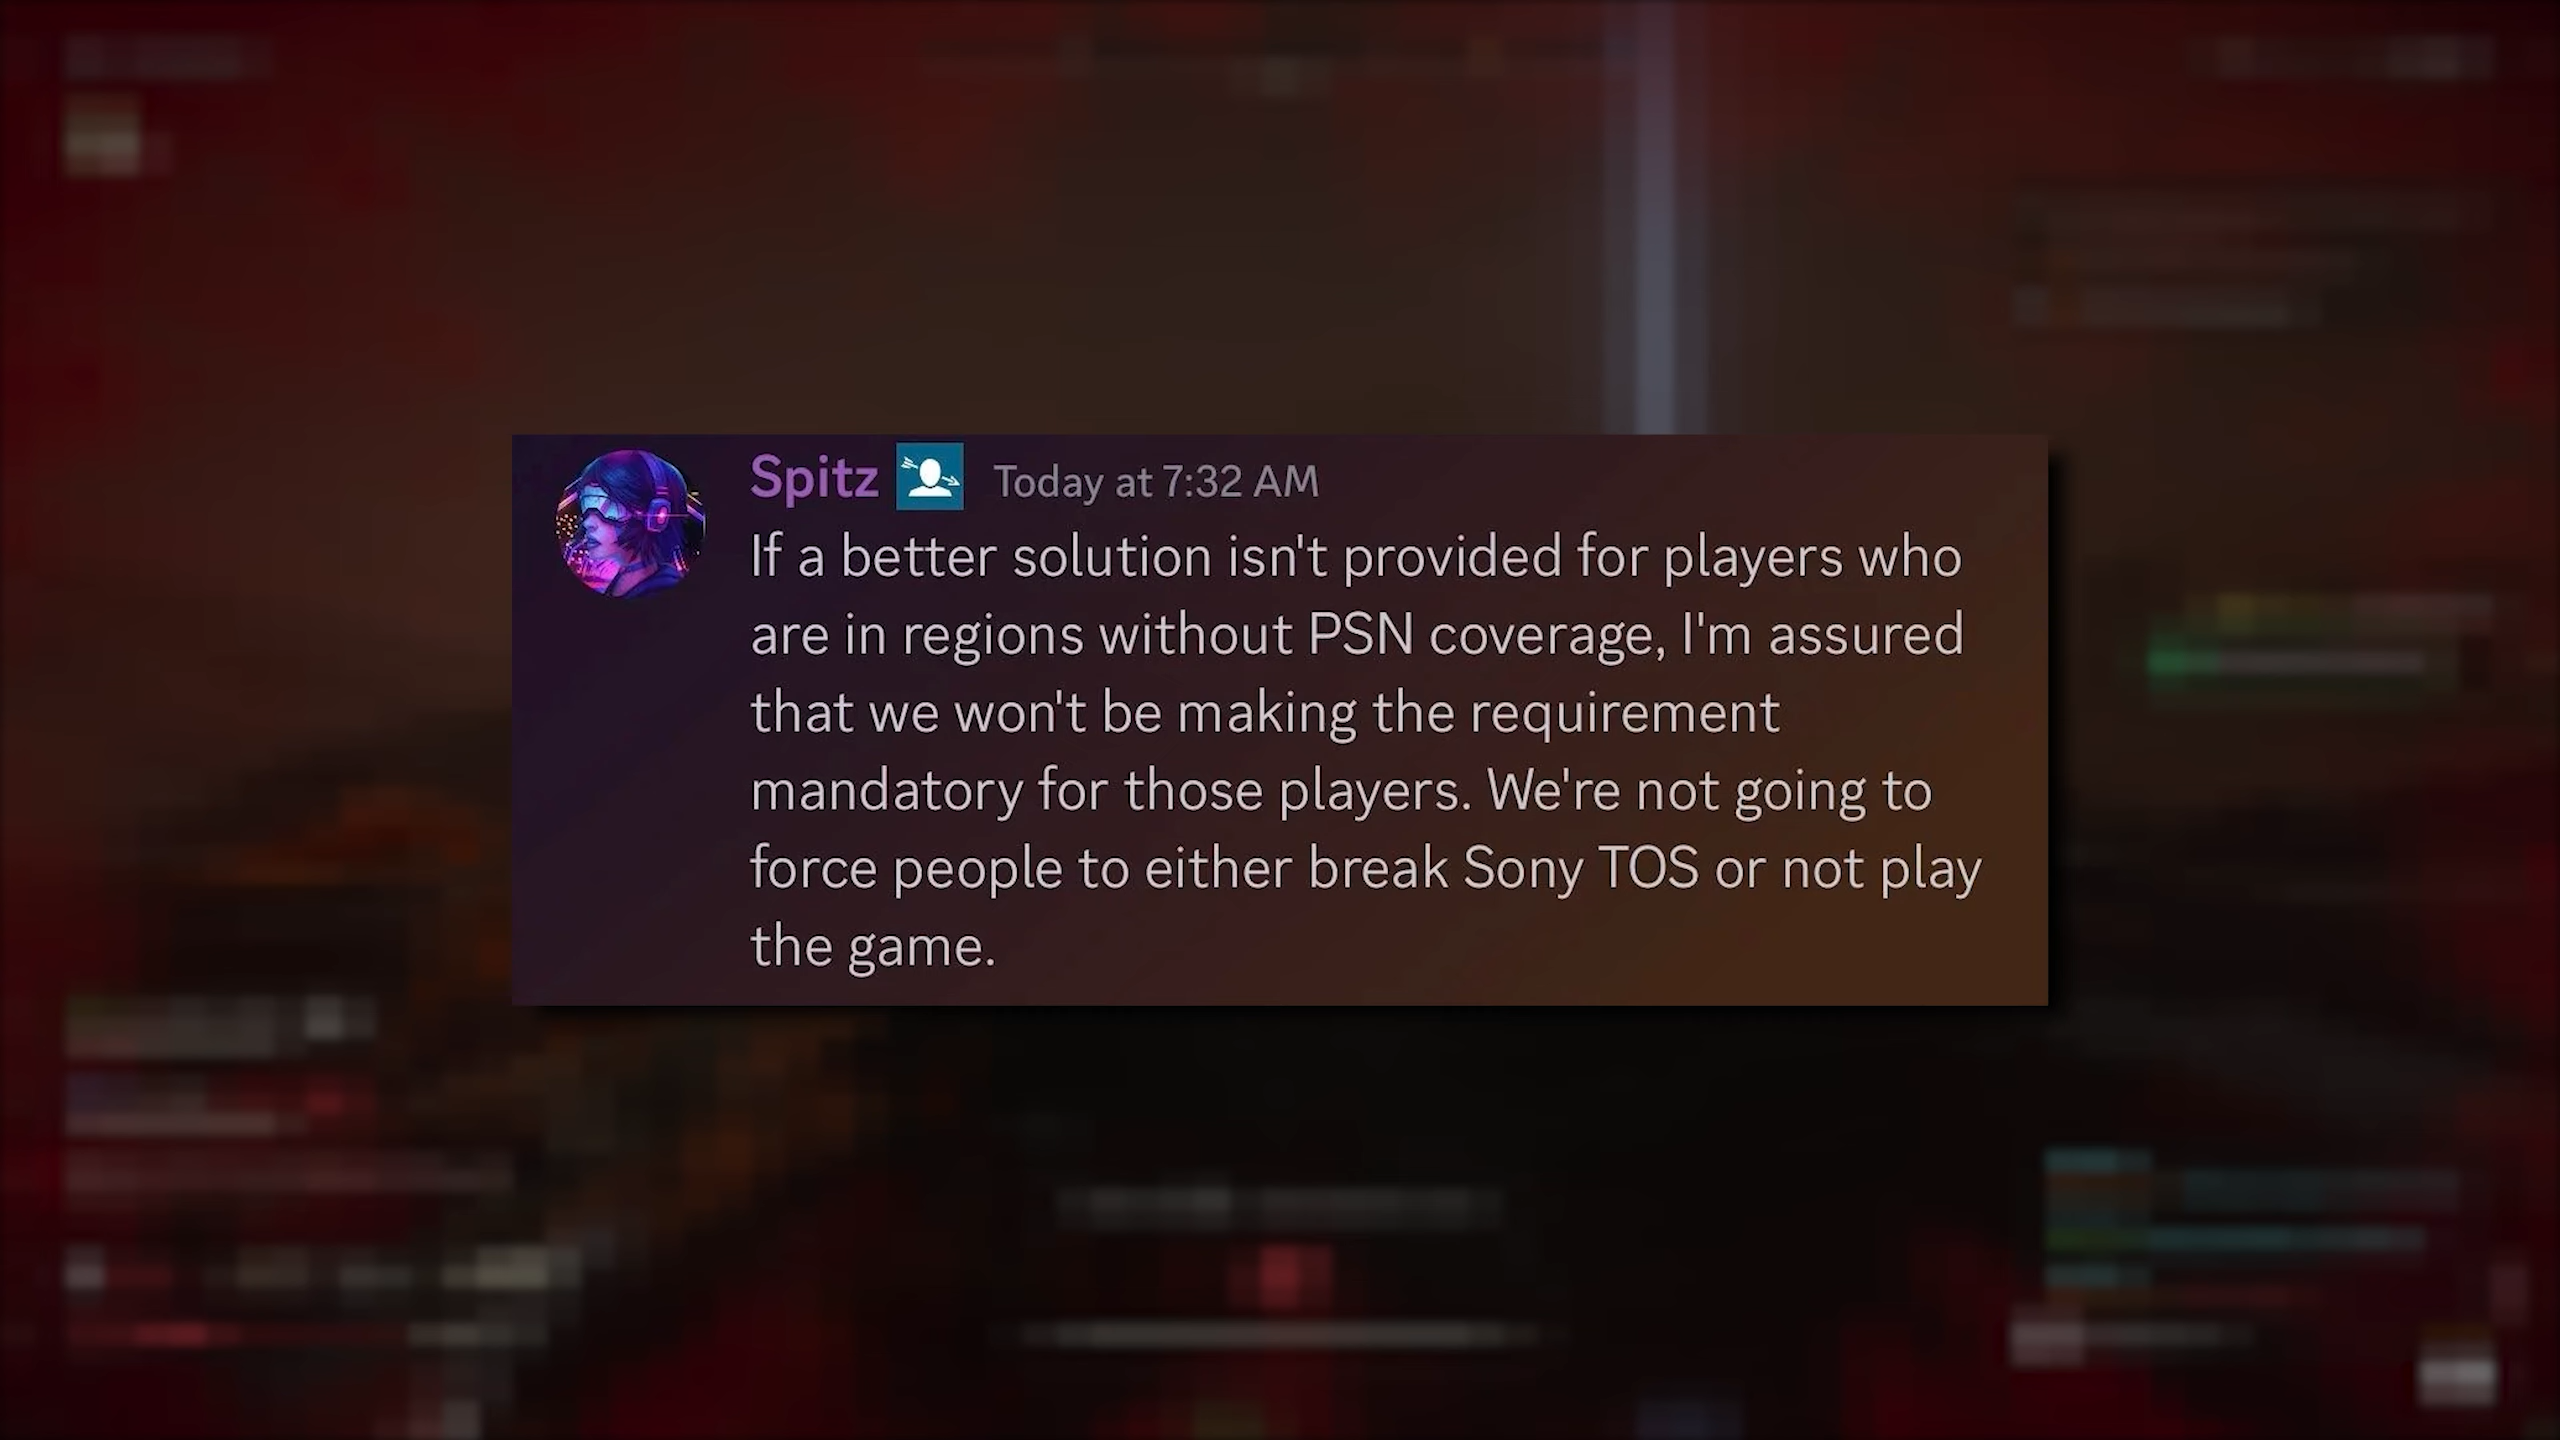 Spitz Today at 7:32 AM
If a better solution isn't provided for players who
are in regions without PSN coverage, I'm assured
that we won't be making the requirement
mandatory for those players. We're not going to
force people to either break Sony TOS or not play
the game.